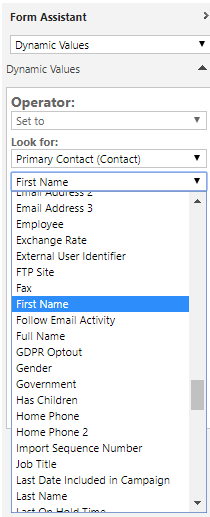 Form Assistant
Dynamic Values
Dynamic Values
Operator:
Set to
Look for:
Primary Contact (Contact)
First Name
Email Address 2
Email Address 3
Employee
Exchange Rate
External User Identifier
FTP Site
Fax
First Name
Follow Email Activity
Full Name
GDPR Optout
Gender
Government
Has Children
Home Phone
Home Phone 2
Import Sequence Number
Job Title
Last Date Included in Campaign
Last Name
Last On Hold Time